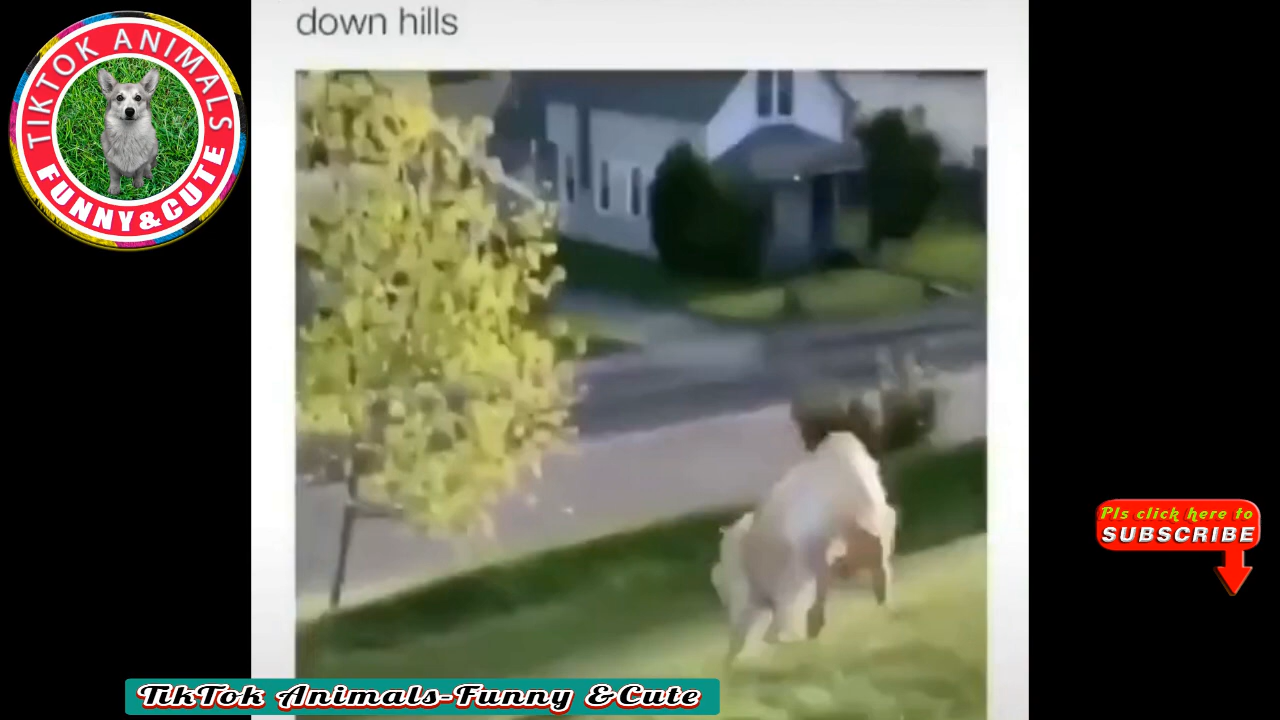 down hills
TIKTOK ANIMALS
FUNNY&CUTE
Pls click here to
SUBSCRIBE
TikTok Animals-Funny &Cute